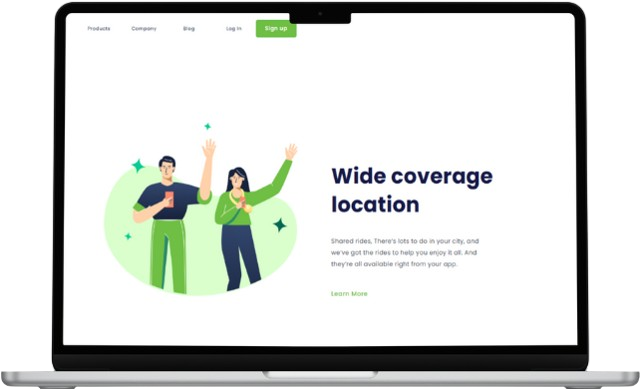 Products Company Blog Log In Sign up
Wide coverage
location
Shared rides, There's lots to do in your city, and
we've got the rides to help you enjoy it all. And
they're all available right from your app.
Learn More